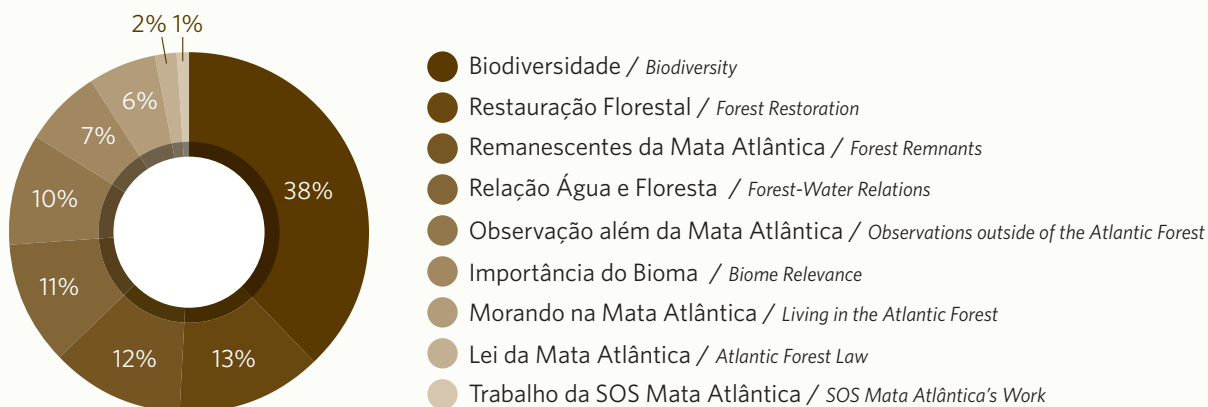 2% 1%
6%
7%
10%
38%
11%
12%
13%
Biodiversidade / Biodiversity
Restauração Florestal / Forest Restoration
Remanescentes da Mata Atlântica / Forest Remnants
Relação Água e Floresta / Forest-Water Relations
Observação além da Mata Atlântica / Observations outside of the Atlantic Forest
Importância do Bioma / Biome Relevance
Morando na Mata Atlântica / Living in the Atlantic Forest
Lei da Mata Atlântica / Atlantic Forest Law
Trabalho da SOS Mata Atlântica / SOS Mata Atlântica's Work